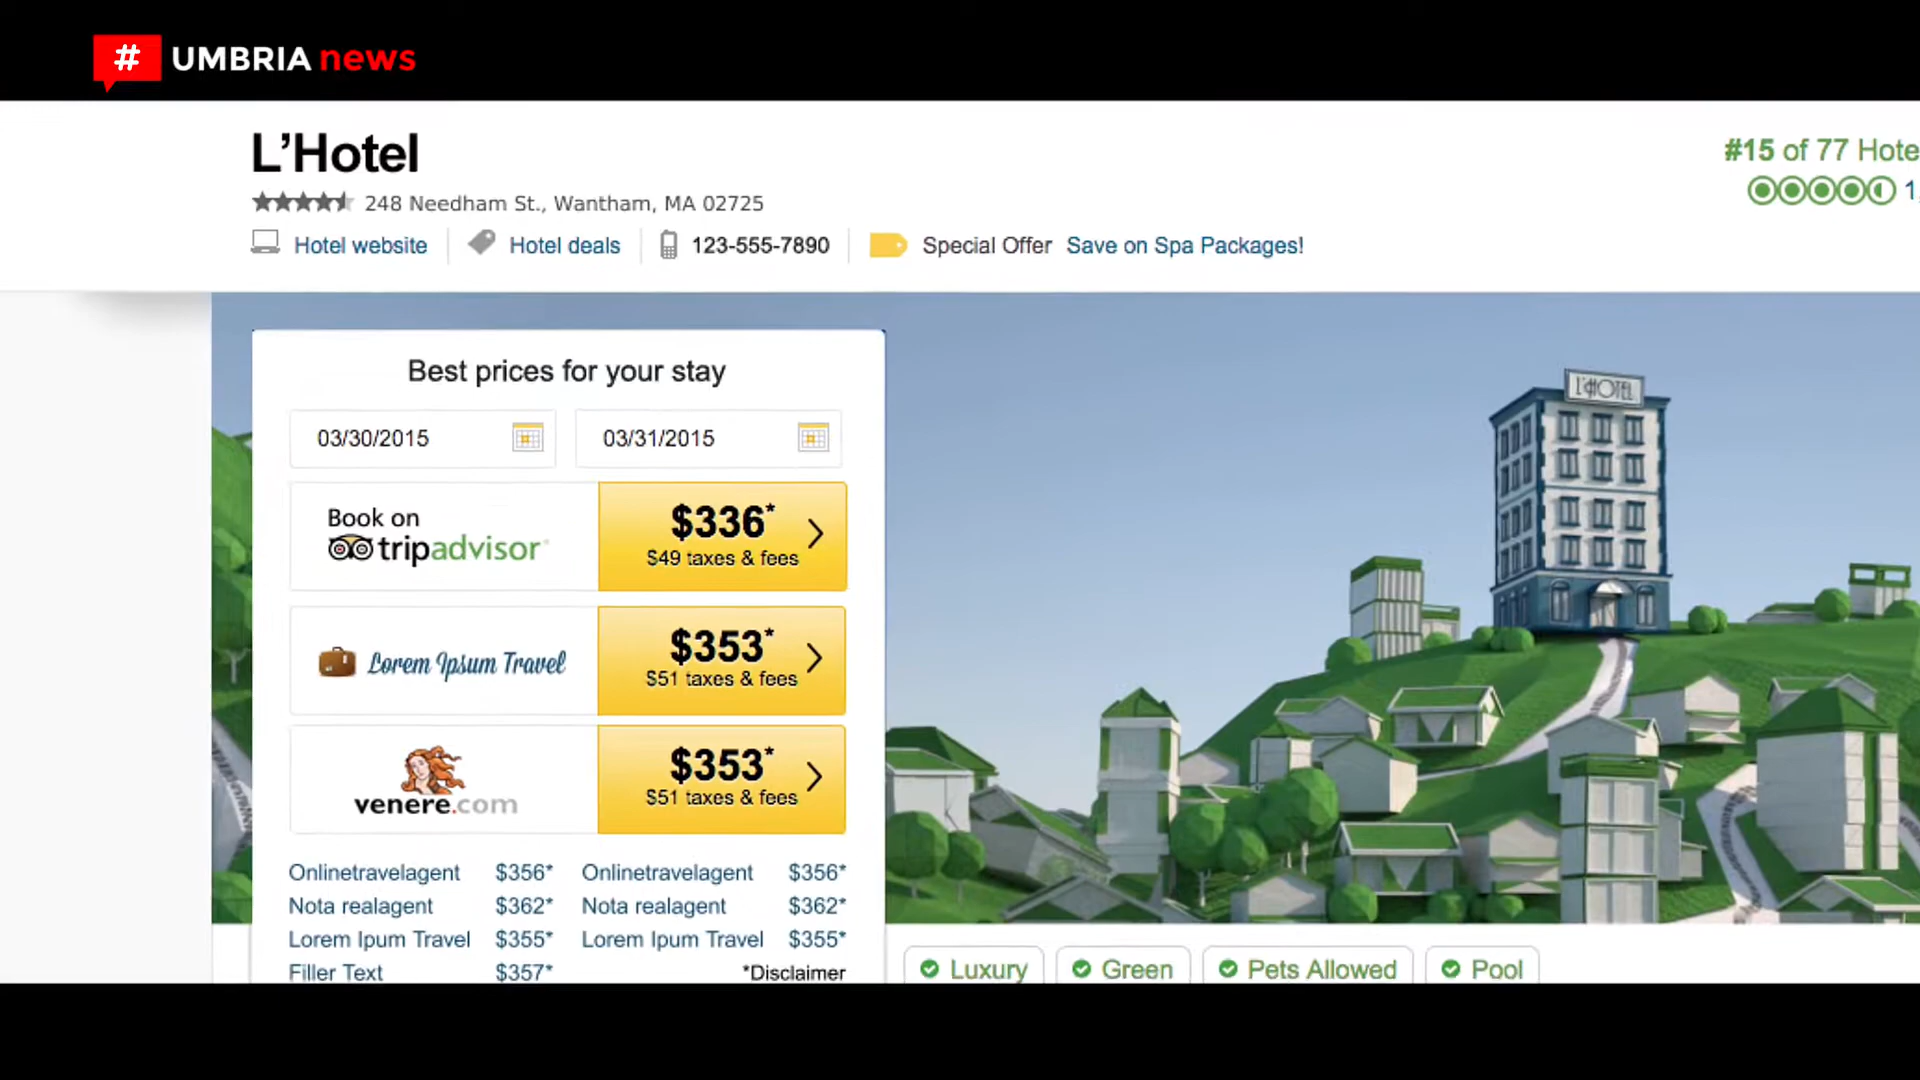 # UMBRIA news
L'Hotel
#15 of 77 Hote
248 Needham St., Wantham, MA 02725
1,
Hotel website
Hotel deals
123-555-7890
Special Offer Save on Spa Packages!
L'HOTEL
Best prices for your stay
03/30/2015
03/31/2015
Book on
tripadvisor
$336*
$49 taxes & fees
Lorem Ipsum Travel
$353*
$51 taxes & fees
venere.com
$353*
$51 taxes & fees
Onlinetravelagent $356* Onlinetravelagent $356*
Nota realagent $362* Nota realagent $362*
Lorem Ipum Travel $355* Lorem Ipum Travel $355*
Filler Text $357* *Disclaimer
Luxury
Green
Pets Allowed
Pool